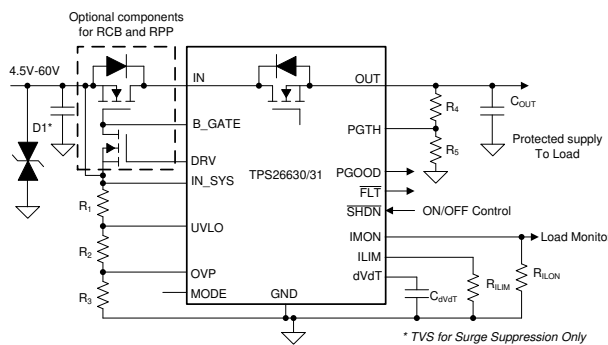 Optional components
for RCB and RPP
4.5V-60V
IN
OUT
R4
COUT
D1*
B_GATE
PGTH
R5
Protected supply
To Load
DRV
TPS26630/31
PGOOD
IN_SYS
FLT
R1
SHDN
ON/OFF Control
UVLO
IMON
Load Monito
R2
ILIM
RILIM
RILON
OVP
dVdT
CdVdT
R3
MODE
GND
* TVS for Surge Suppression Only